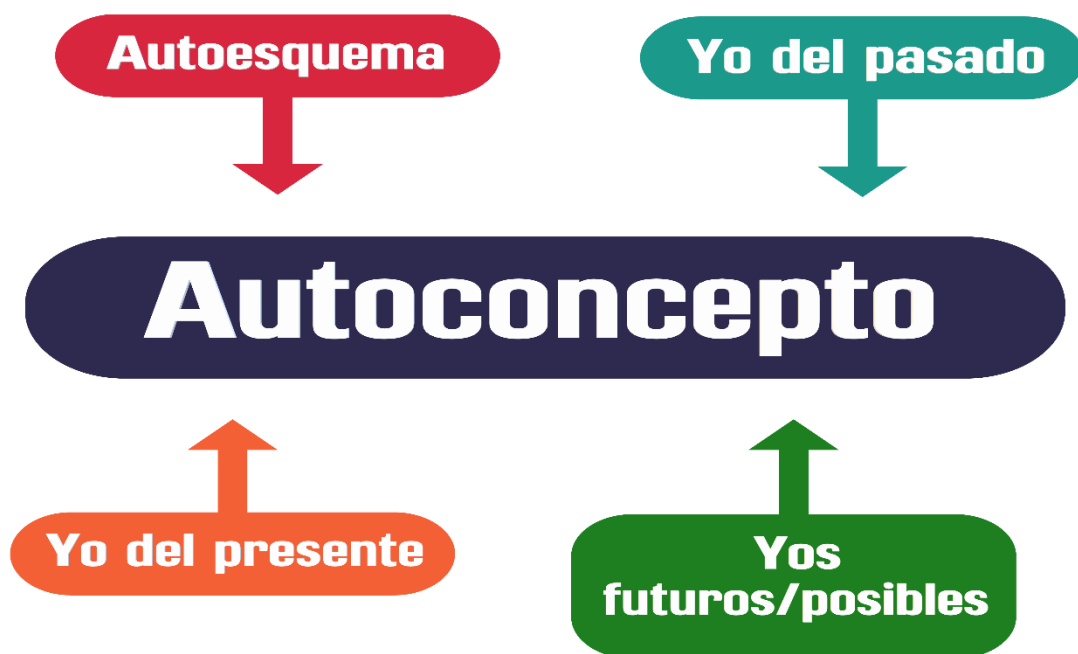 Autoesquema
Yo del pasado
Autoconcepto
Yo del presente
Yos
futuros/posibles